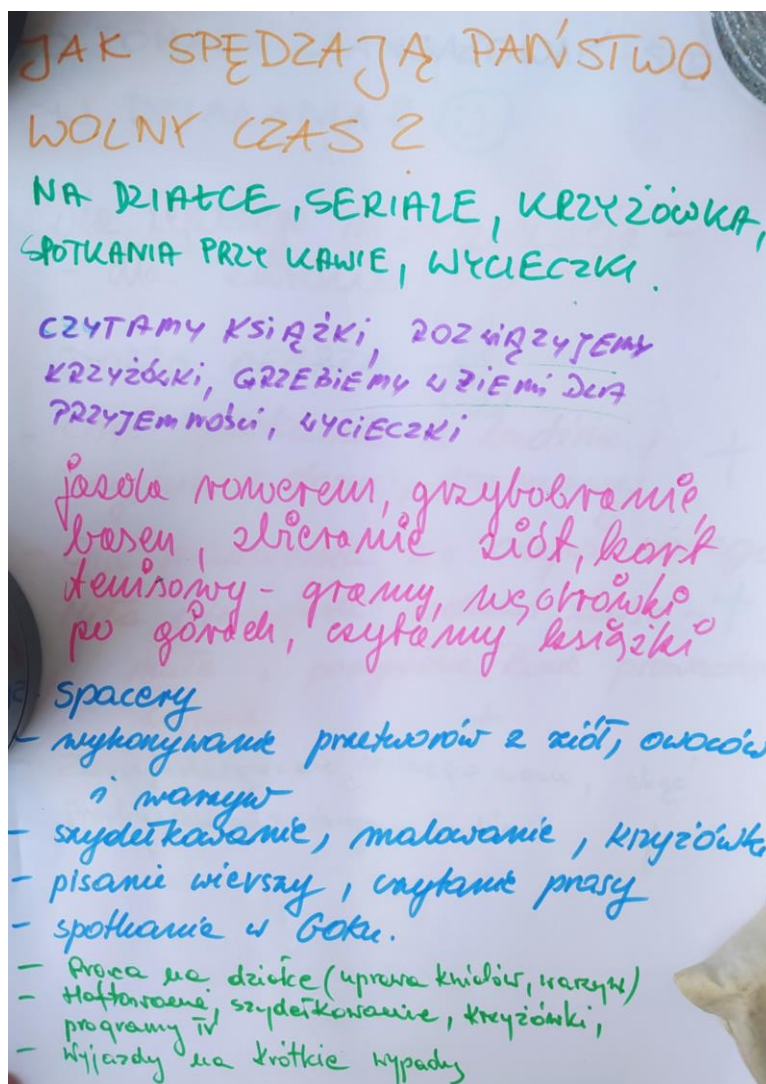 JAK SPĘDZAJĄ PAŃSTWO
WOLNY CZAS ?
NA DZIAŁCE, SERIALE, KRZYŻÓWKA,
SPOTKANIA PRZY KAWIE, WYCIECZKI.
CZYTAMY KSIĄŻKI, ROZWIĄZUJEMY
KRZYŻÓWKI, GRZEBIEMY W ZIEMI DLA
PRZYJEMNOŚCI, WYCIECZKI
jazda rowerem, grzybobranie,
basen, zbieranie ziół, kort
tenisowy - gramy, wędrówki
po górach, czytamy książki
spacery
- wykonywanie przetworów z ziół, owoców
i warzyw
- szydełkowanie, malowanie, krzyżówki
- pisanie wierszy, czytanie prasy
- spotkanie w Goku.
- Praca na działce (uprawa kwiatów, warzyw)
- Haftowanie, szydełkowanie, krzyżówki,
programy TV
- Wyjazdy na krótkie wypady